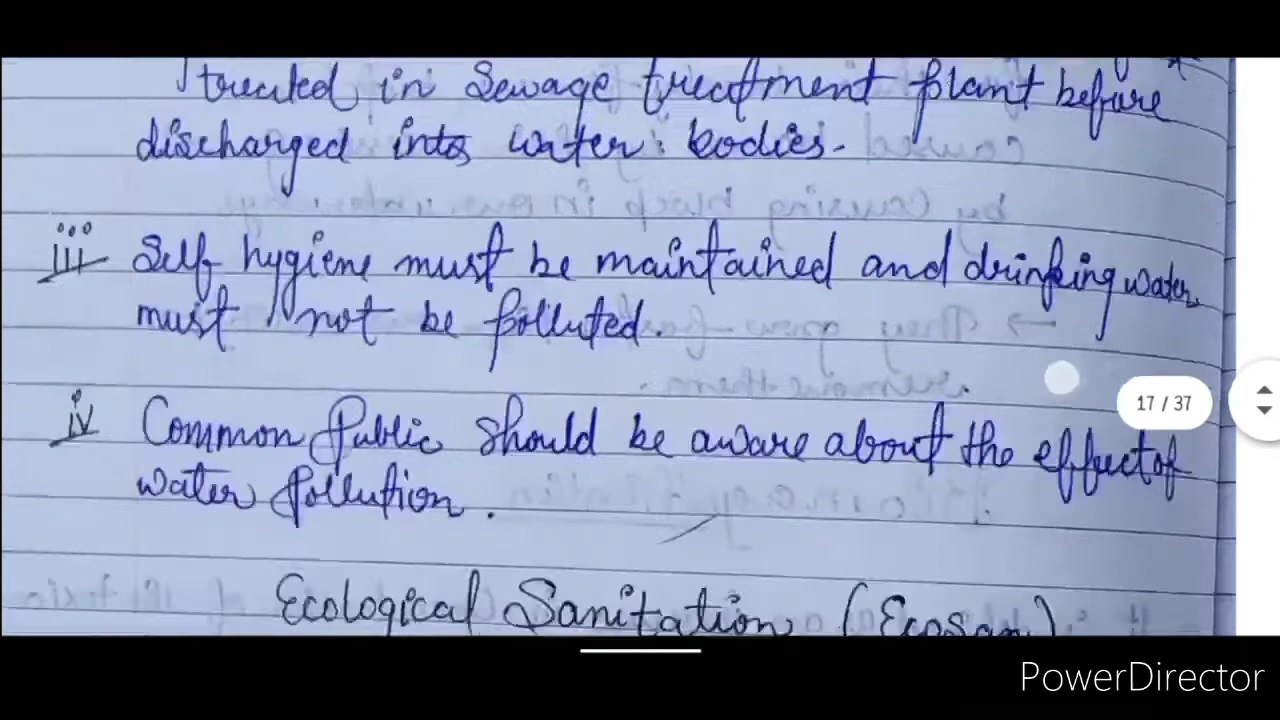 treated in Sewage treatment plant before
discharged into water bodies.
iii Self hygiene must be maintained and drinking water
must not be polluted.
17 / 37
iv Common Public should be aware about the effect of
water pollution.
Ecological Sanitation (Ecosan)
PowerDirector